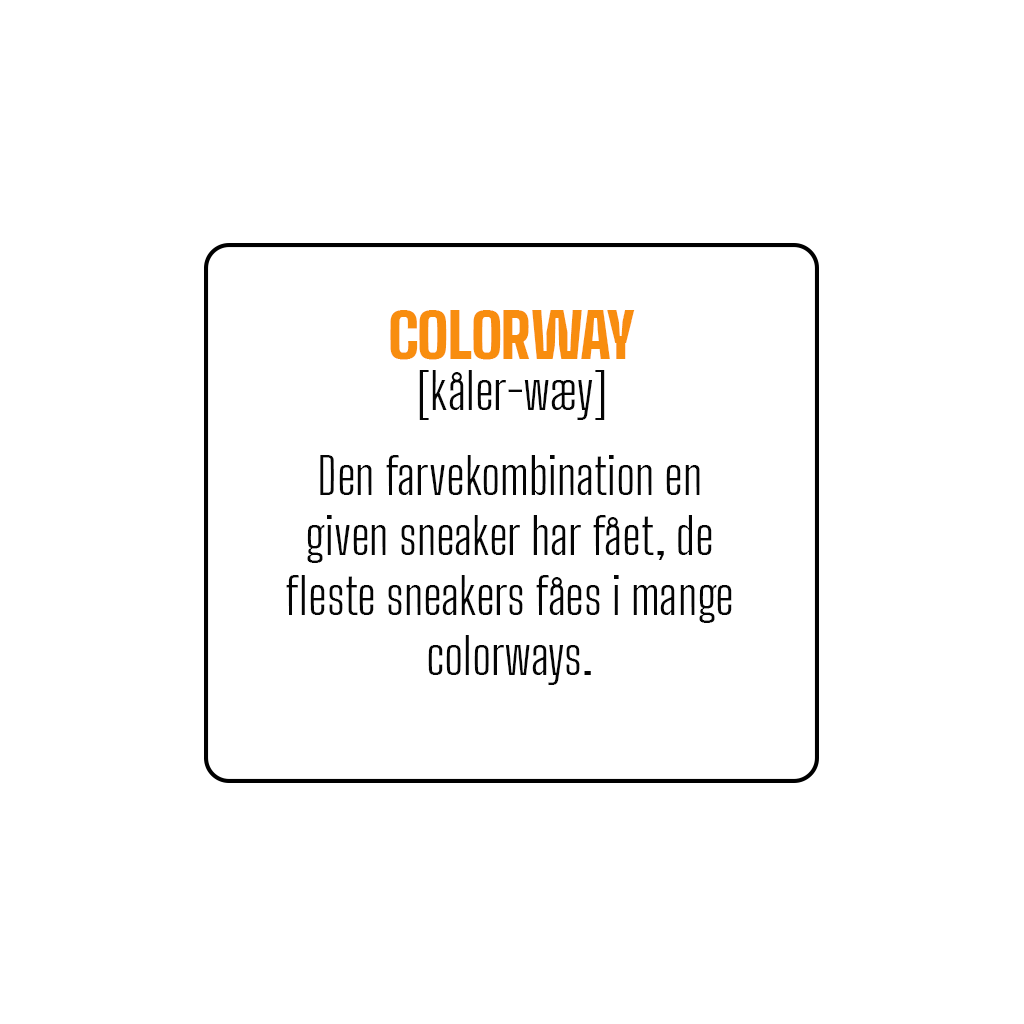 COLORWAY
[kåler-wæy]
Den farvekombination en
given sneaker har fået, de
fleste sneakers fåes i mange
colorways.